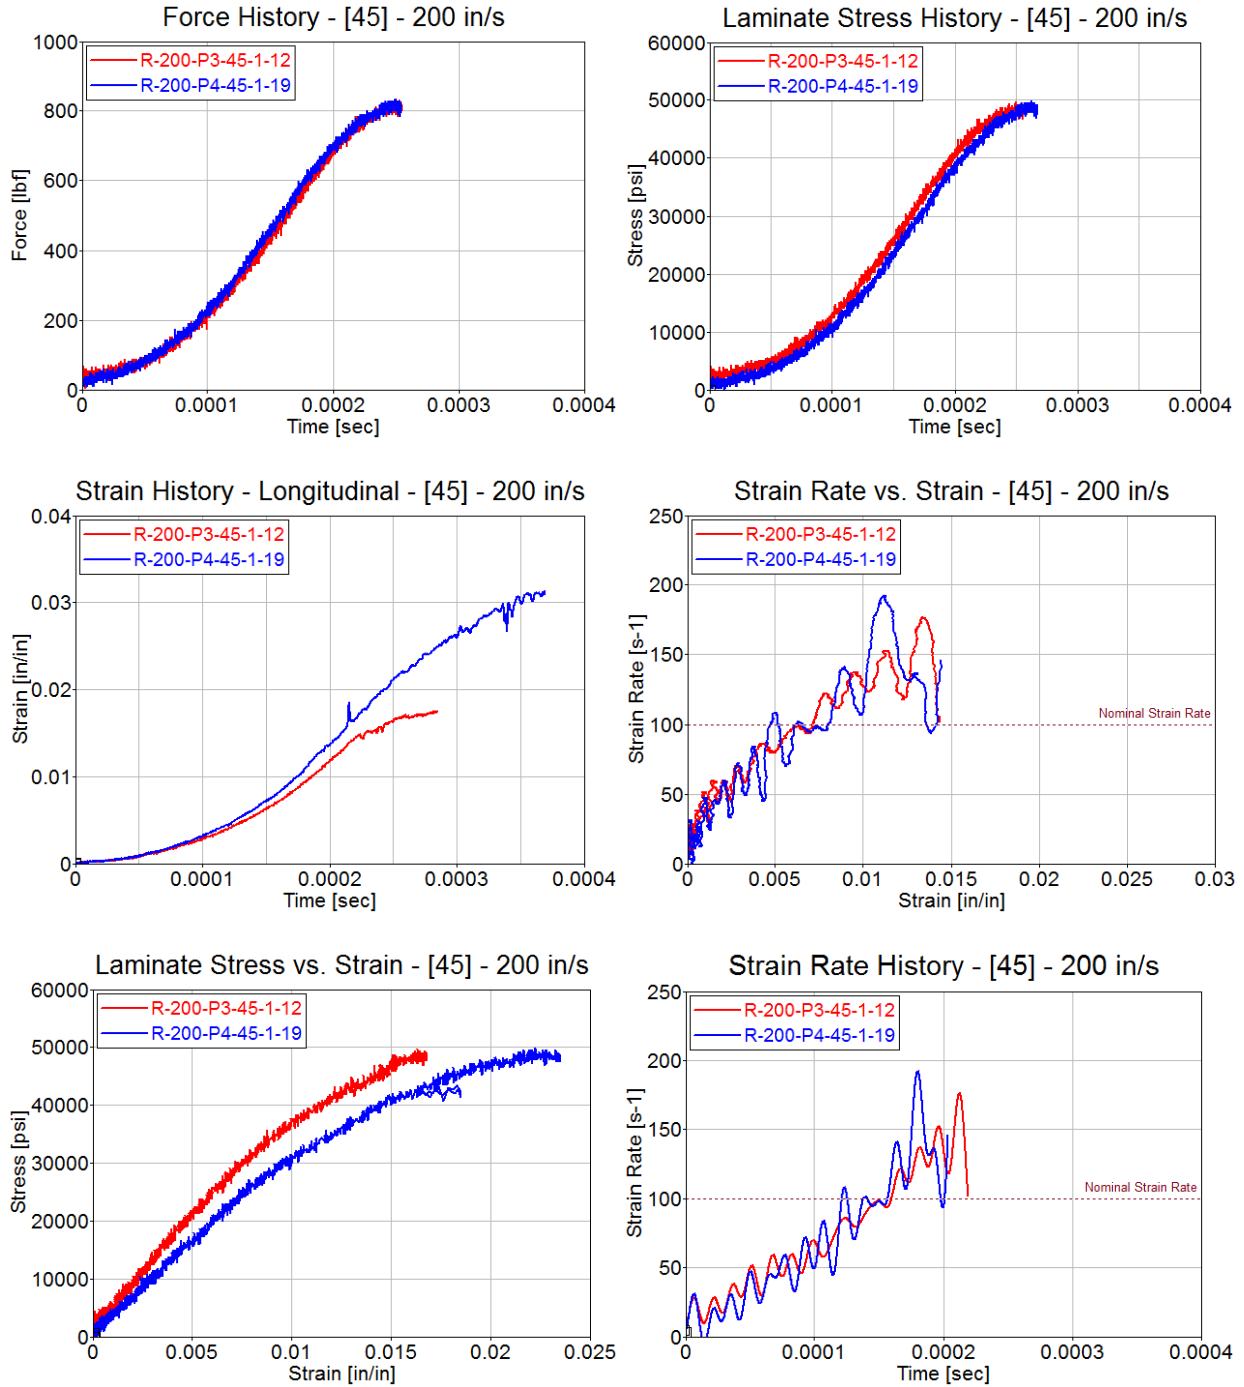 Force History - [45] - 200 in/s
1000
800
600
400
200
0
Force [lbf]
R-200-P3-45-1-12
R-200-P4-45-1-19
0 0.0001 0.0002 0.0003 0.0004
Time [sec]
Laminate Stress History - [45] - 200 in/s
60000
50000
40000
30000
20000
10000
0
Stress [psi]
R-200-P3-45-1-12
R-200-P4-45-1-19
0 0.0001 0.0002 0.0003 0.0004
Time [sec]
Strain History - Longitudinal - [45] - 200 in/s
0.04
0.03
0.02
0.01
0
Strain [in/in]
R-200-P3-45-1-12
R-200-P4-45-1-19
0 0.0001 0.0002 0.0003 0.0004
Time [sec]
Strain Rate vs. Strain - [45] - 200 in/s
250
200
150
100
50
0
Strain Rate [s-1]
R-200-P3-45-1-12
R-200-P4-45-1-19
Nominal Strain Rate
0 0.005 0.01 0.015 0.02 0.025 0.03
Strain [in/in]
Laminate Stress vs. Strain - [45] - 200 in/s
60000
50000
40000
30000
20000
10000
0
Stress [psi]
R-200-P3-45-1-12
R-200-P4-45-1-19
0 0.005 0.01 0.015 0.02 0.025
Strain [in/in]
Strain Rate History - [45] - 200 in/s
250
200
150
100
50
0
Strain Rate [s-1]
R-200-P3-45-1-12
R-200-P4-45-1-19
Nominal Strain Rate
0 0.0001 0.0002 0.0003 0.0004
Time [sec]